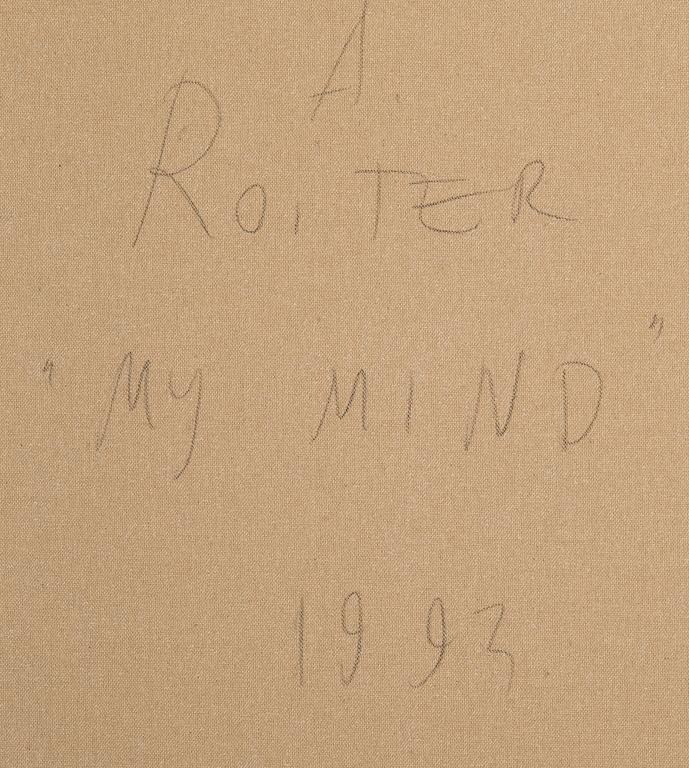 A.
ROITER
"MY MIND"
1993.